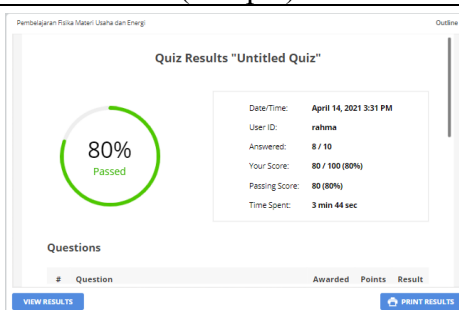 Pembelajaran Fisika Materi Usaha dan Energi Outline
Quiz Results "Untitled Quiz"
80%
Passed
Date/Time: April 14, 2021 3:31 PM
User ID: rahma
Answered: 8 / 10
Your Score: 80 / 100 (80%)
Passing Score: 80 (80%)
Time Spent: 3 min 44 sec
Questions
# Question Awarded Points Result
VIEW RESULTS PRINT RESULTS